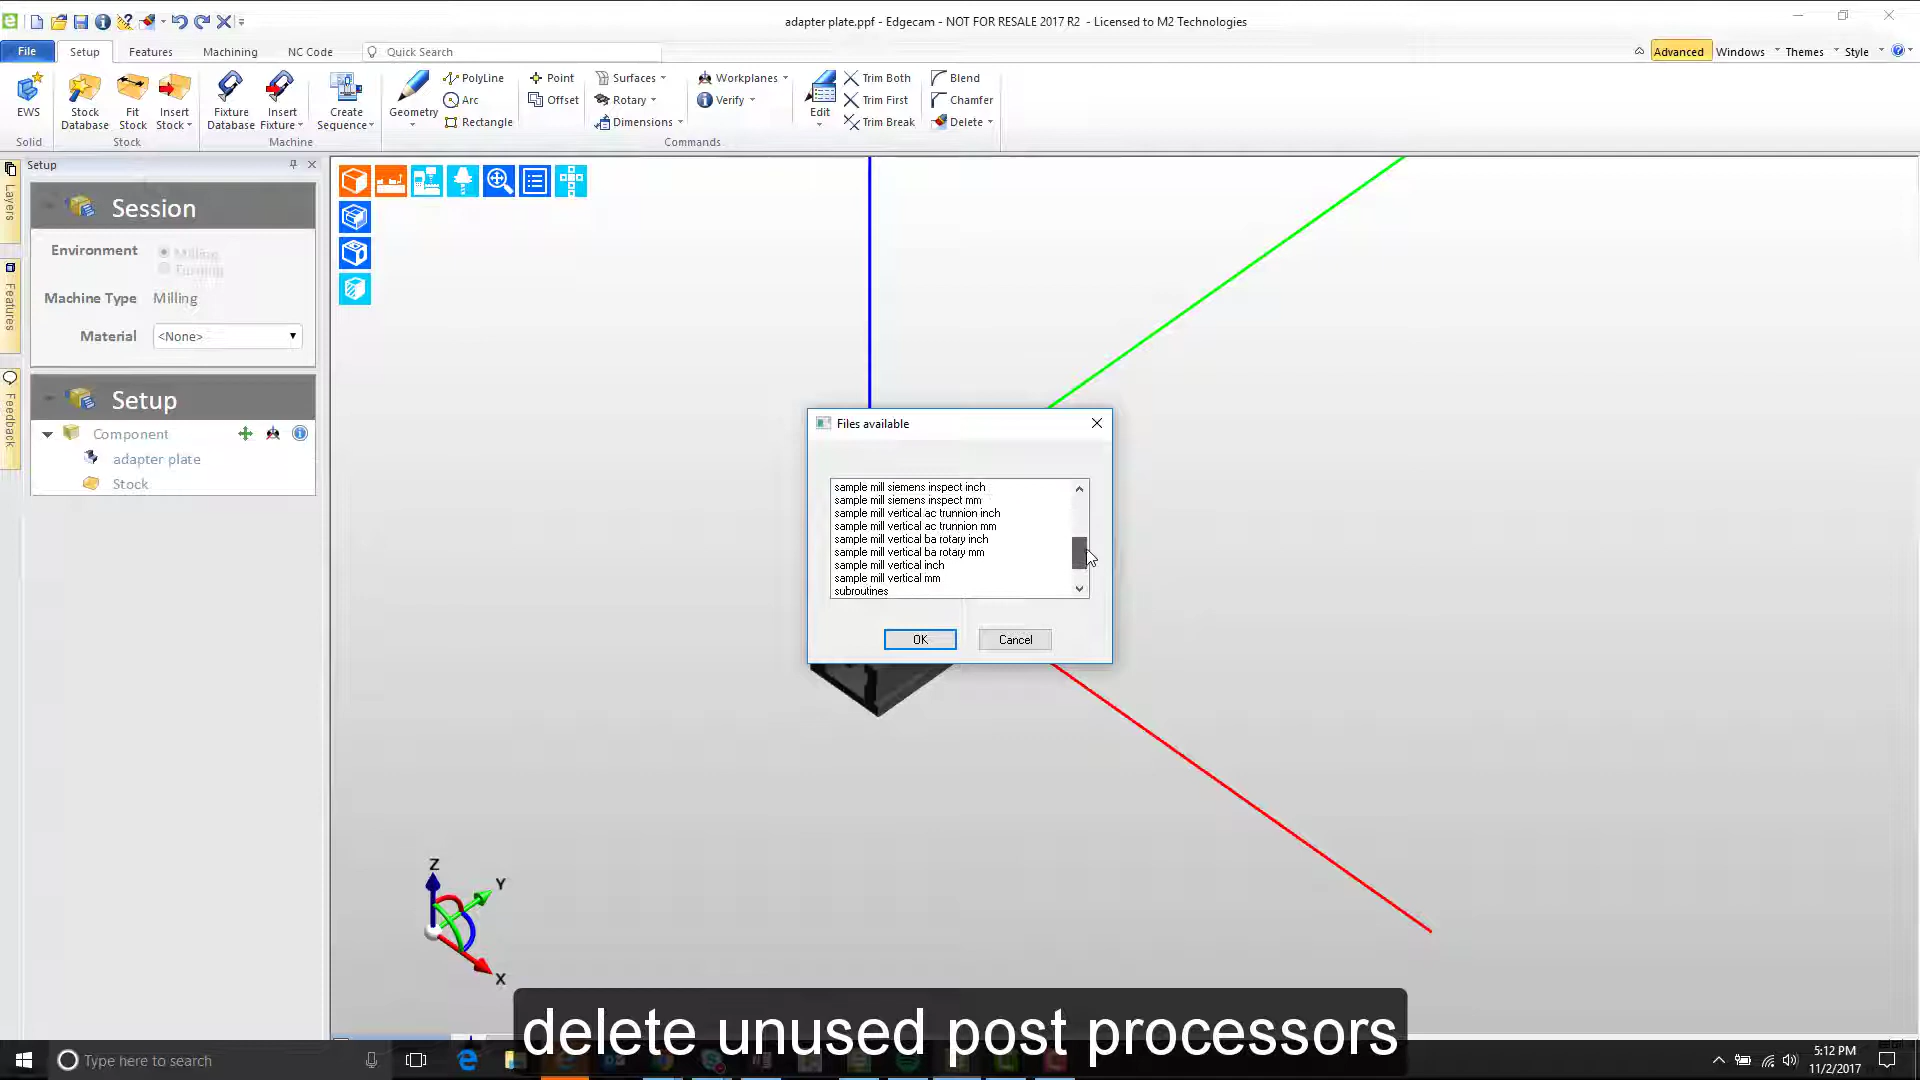 adapter plate.ppf - Edgecam - NOT FOR RESALE 2017 R2 - Licensed to M2 Technologies
File
Setup
Features
Machining
NC Code
Quick Search
Advanced
Windows
Themes
Style
EWS
Stock Database
Fit Stock
Insert Stock
Fixture Database
Insert Fixture
Create Sequence
Geometry
PolyLine
Arc
Rectangle
Point
Offset
Surfaces
Rotary
Dimensions
Workplanes
Verify
Edit
Trim Both
Trim First
Trim Break
Blend
Chamfer
Delete
Solid
Stock
Machine
Commands
Setup
Layers
Features
Feedback
Session
Environment
Milling
Turning
Machine Type
Milling
Material
<None>
Setup
Component
adapter plate
Stock
Files available
sample mill siemens inspect inch
sample mill siemens inspect mm
sample mill vertical ac trunnion inch
sample mill vertical ac trunnion mm
sample mill vertical ba rotary inch
sample mill vertical ba rotary mm
sample mill vertical inch
sample mill vertical mm
subroutines
OK
Cancel
Z
Y
X
delete unused post processors
Type here to search
5:12 PM
11/2/2017